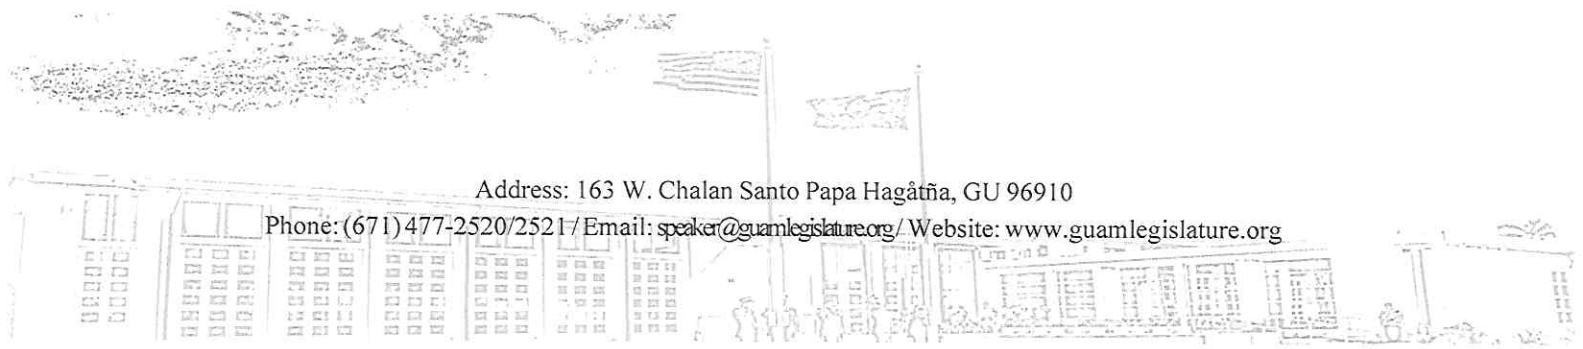 Address: 163 W. Chalan Santo Papa Hagåtña, GU 96910
Phone: (671) 477-2520/2521 / Email: speaker@guamlegislature.org / Website: www.guamlegislature.org